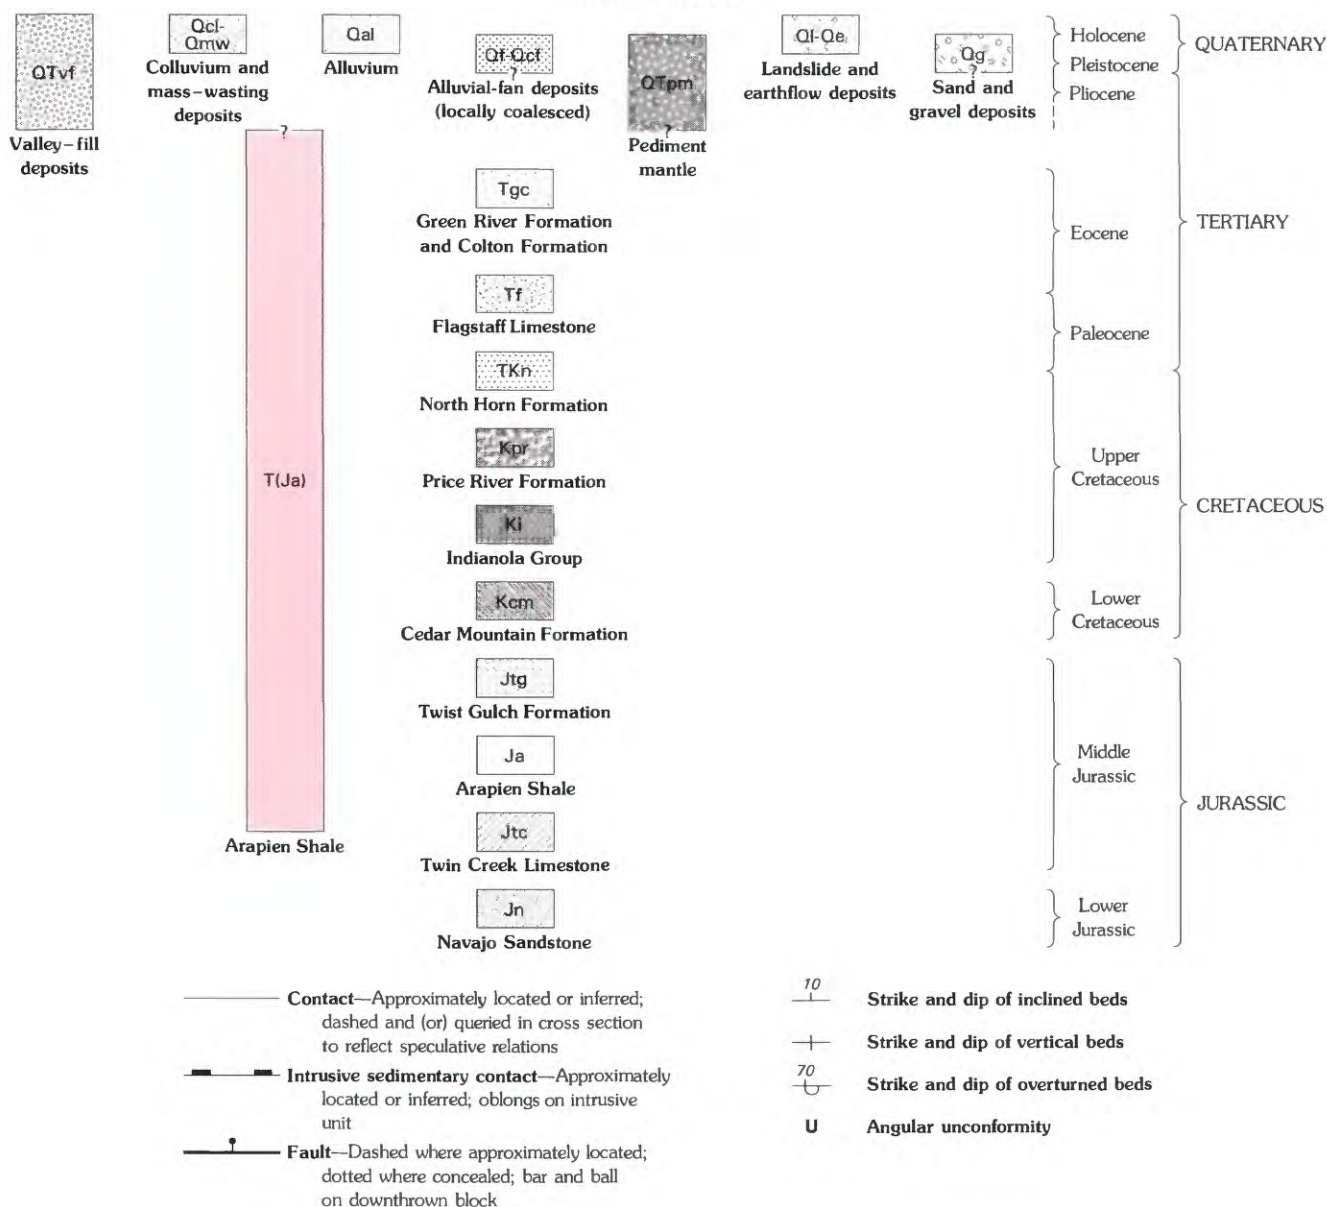 QTvf
Valley–fill
deposits
Qcl-
Qmw
Colluvium and
mass–wasting
deposits
Qal
Alluvium
Qf-Qcf
?
Alluvial-fan deposits
(locally coalesced)
QTpm
?
Pediment
mantle
Ql-Qe
Landslide and
earthflow deposits
Qg
?
Sand and
gravel deposits
Holocene
Pleistocene
Pliocene
QUATERNARY
?
T(Ja)
Arapien Shale
Tgc
Green River Formation
and Colton Formation
Eocene
TERTIARY
Tf
Flagstaff Limestone
Paleocene
TKn
North Horn Formation
Kpr
Price River Formation
Upper
Cretaceous
CRETACEOUS
Ki
Indianola Group
Kcm
Cedar Mountain Formation
Lower
Cretaceous
Jtg
Twist Gulch Formation
Ja
Arapien Shale
Middle
Jurassic
JURASSIC
Jtc
Twin Creek Limestone
Jn
Navajo Sandstone
Lower
Jurassic
Contact—Approximately located or inferred;
dashed and (or) queried in cross section
to reflect speculative relations
Intrusive sedimentary contact—Approximately
located or inferred; oblongs on intrusive
unit
Fault—Dashed where approximately located;
dotted where concealed; bar and ball
on downthrown block
10
Strike and dip of inclined beds
Strike and dip of vertical beds
70
Strike and dip of overturned beds
U Angular unconformity